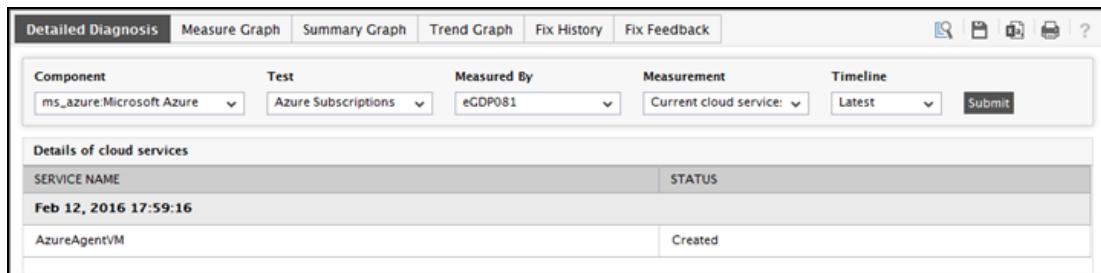 Detailed Diagnosis Measure Graph Summary Graph Trend Graph Fix History Fix Feedback ?
Component Test Measured By Measurement Timeline
ms_azure:Microsoft Azure Azure Subscriptions eGDP081 Current cloud service: Latest Submit
Details of cloud services
SERVICE NAME STATUS
Feb 12, 2016 17:59:16
AzureAgentVM Created